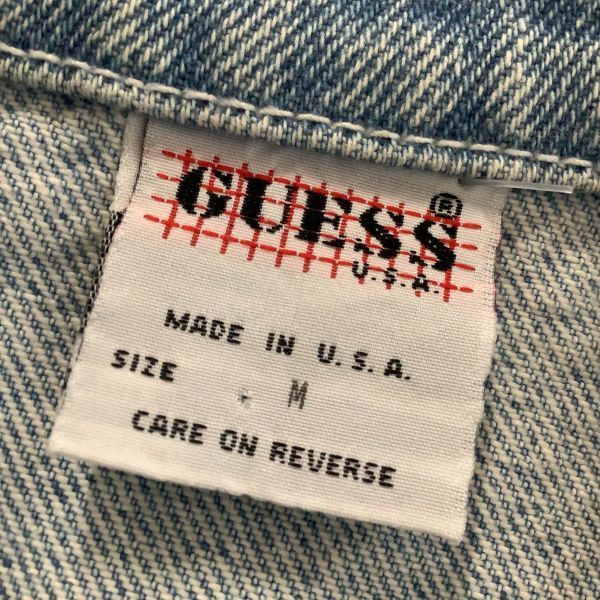 GUESS®
U.S.A.
MADE IN U.S.A.
SIZE M
CARE ON REVERSE